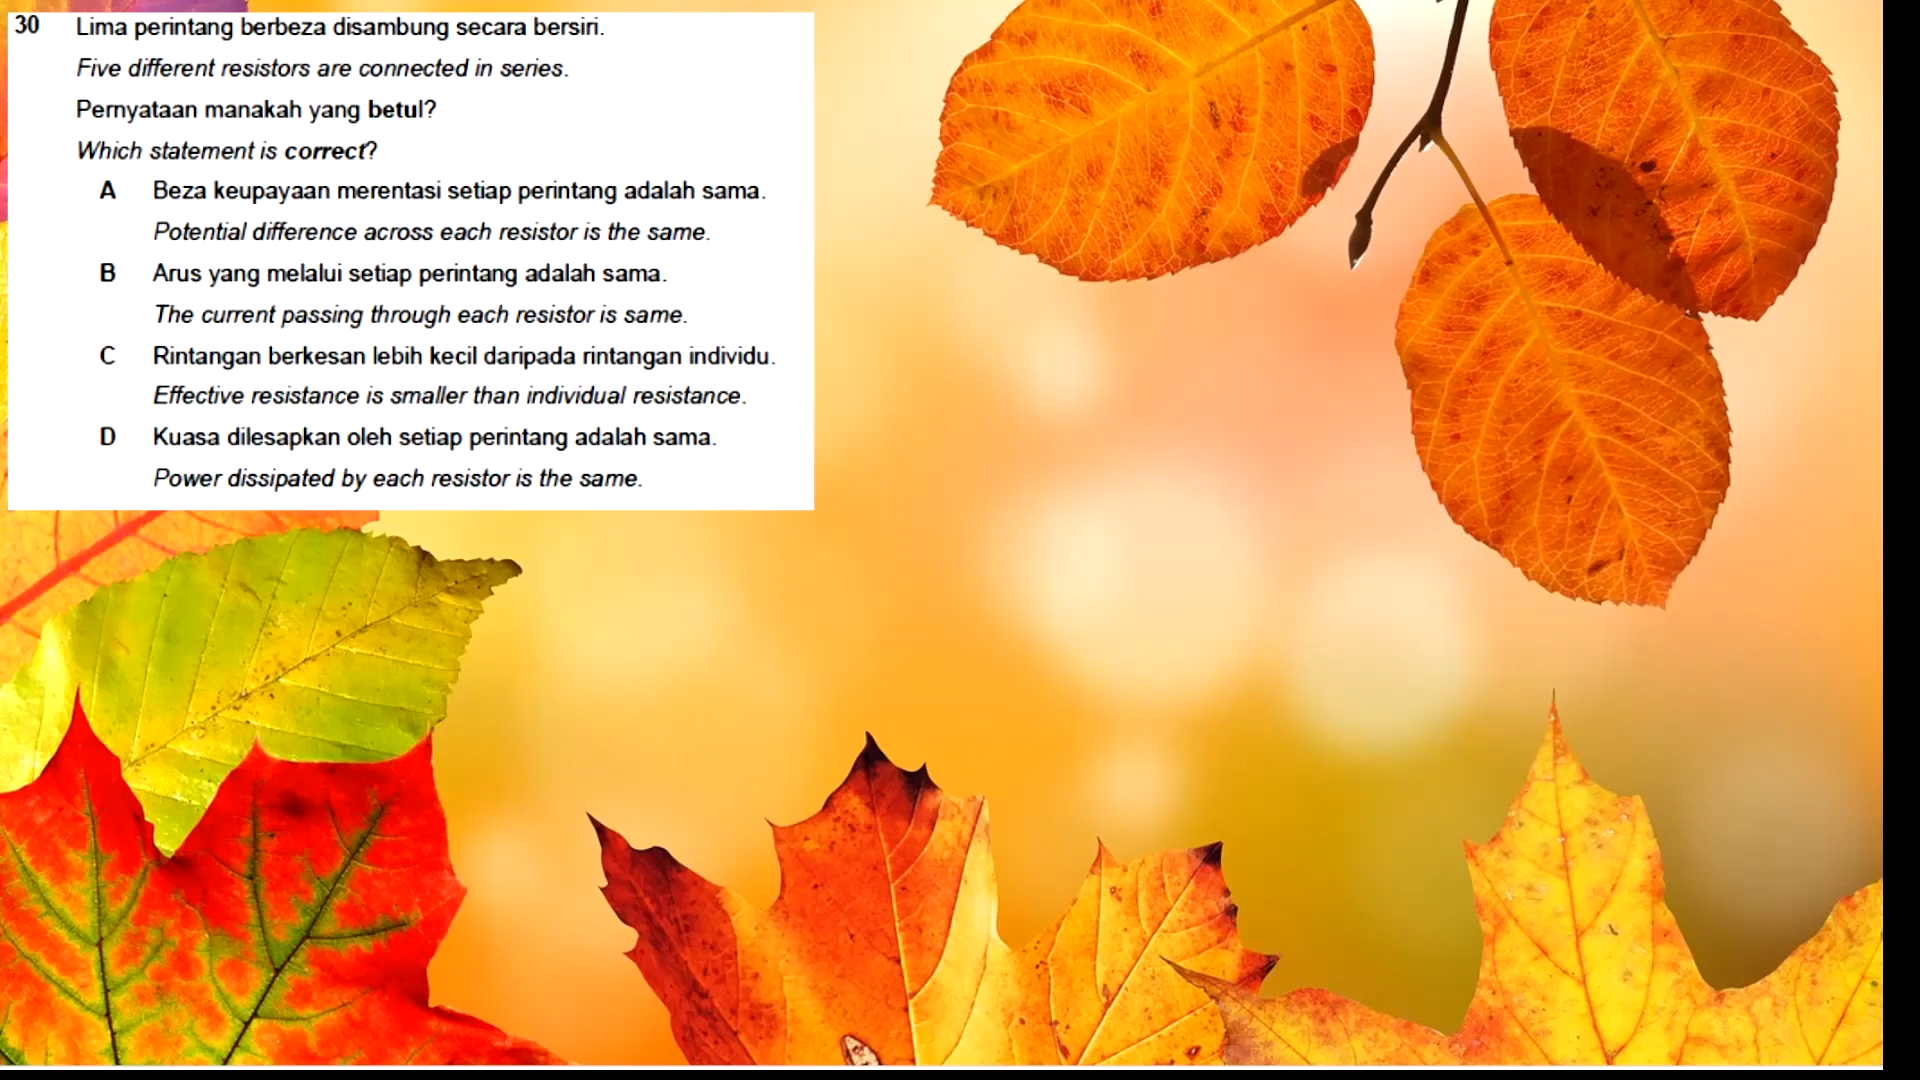 30 Lima perintang berbeza disambung secara bersiri.
Five different resistors are connected in series.
Pernyataan manakah yang betul?
Which statement is correct?
A Beza keupayaan merentasi setiap perintang adalah sama.
Potential difference across each resistor is the same.
B Arus yang melalui setiap perintang adalah sama.
The current passing through each resistor is same.
C Rintangan berkesan lebih kecil daripada rintangan individu.
Effective resistance is smaller than individual resistance.
D Kuasa dilesapkan oleh setiap perintang adalah sama.
Power dissipated by each resistor is the same.